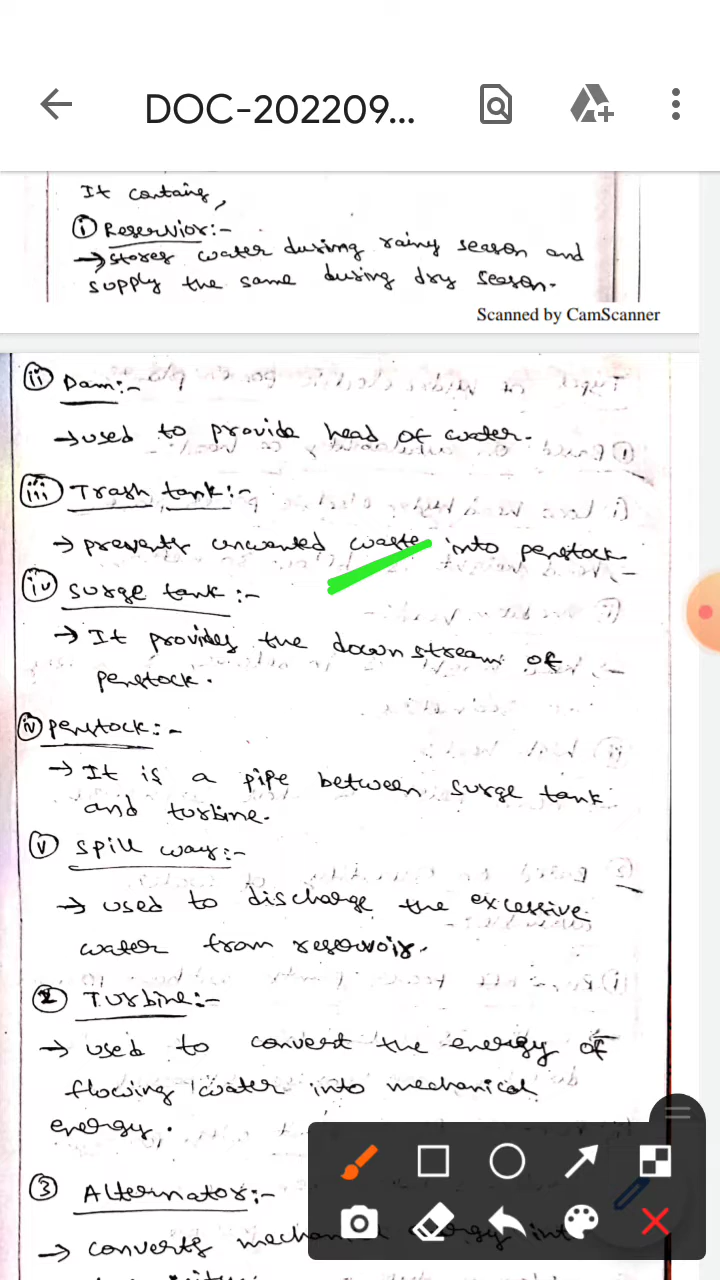 DOC-202209...
It contains,
(i) Reservior:-
→ stores water during rainy season and
supply the same during dry season.
Scanned by CamScanner
(ii) Dam:-
→ used to provide head of water.
(iii) Trash tank:-
→ prevents unwanted waste into penstock
(iv) Surge tank:-
→ It provides the downstream of
penstock.
(iv) penstock:-
→ It is a pipe between surge tank
and turbine.
(v) Spill way:-
→ used to discharge the excessive
water from reservoir.
(2) Turbine:-
→ used to convert the energy of
flowing water into mechanical
energy.
(3) Alternator:-
→ converts